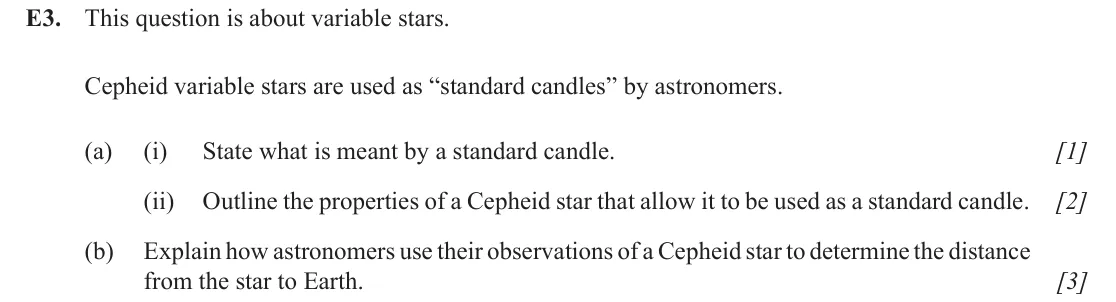 E3. This question is about variable stars.
Cepheid variable stars are used as “standard candles” by astronomers.
(a) (i) State what is meant by a standard candle. [1]
(ii) Outline the properties of a Cepheid star that allow it to be used as a standard candle. [2]
(b) Explain how astronomers use their observations of a Cepheid star to determine the distance
from the star to Earth. [3]